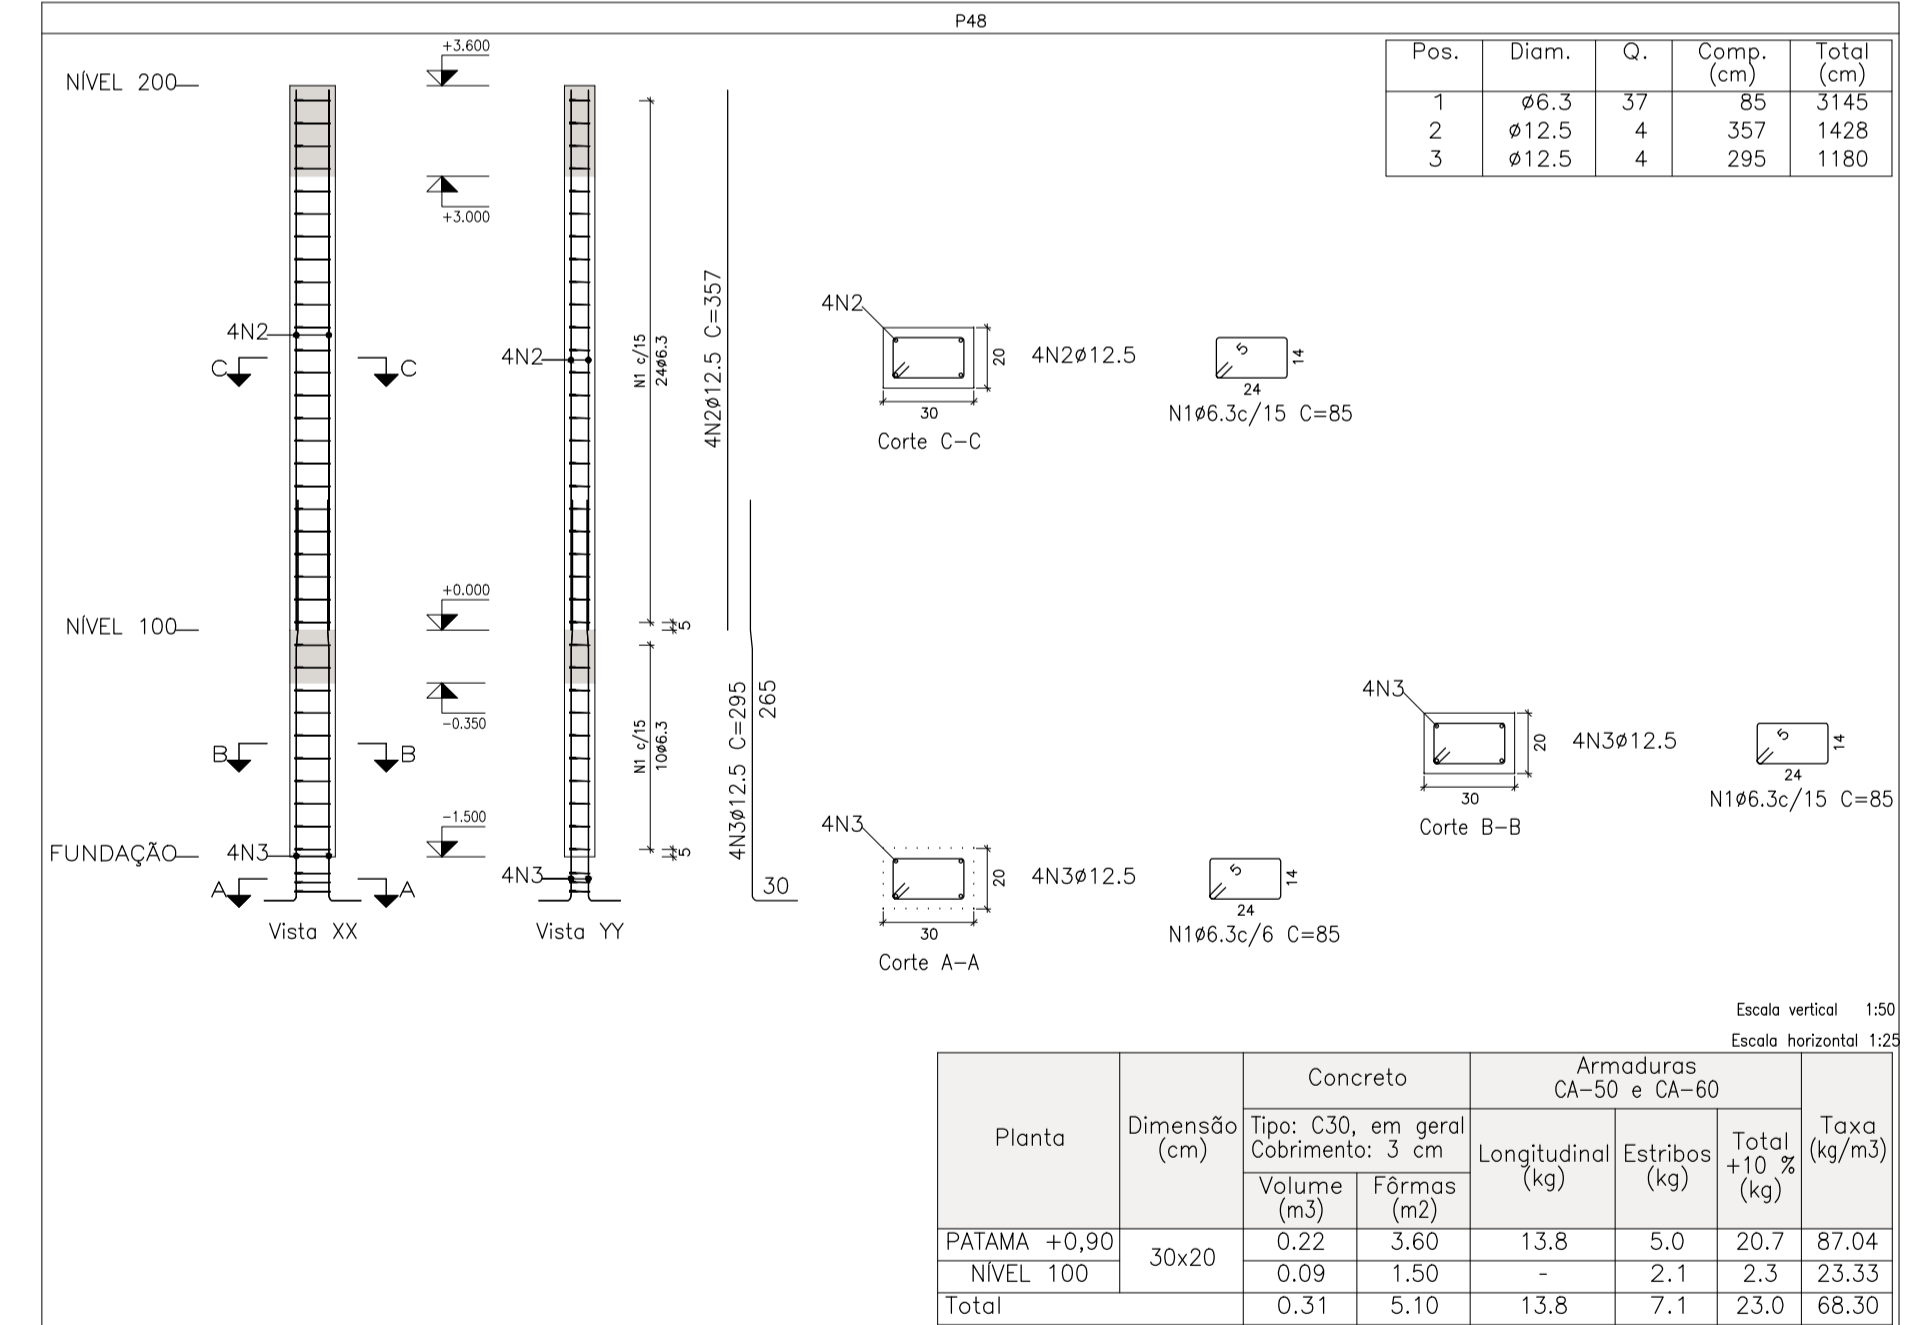 P48
Pos. Diam. Q. Comp. (cm) Total (cm)
1 ø6.3 37 85 3145
2 ø12.5 4 357 1428
3 ø12.5 4 295 1180
NÍVEL 200
+3.600
+3.000
4N2
4N2
C C
N1 c/15
24ø6.3
4N2ø12.5 C=357
4N2
20
30
4N2ø12.5
Corte C-C
5
14
24
N1ø6.3c/15 C=85
NÍVEL 100
+0.000
5
-0.350
B B
N1 c/15
10ø6.3
4N3ø12.5 C=295
265
4N3
20
30
4N3ø12.5
Corte B-B
5
14
24
N1ø6.3c/15 C=85
-1.500
FUNDAÇÃO
4N3
4N3
5
A A
30
Vista XX
Vista YY
4N3
20
30
4N3ø12.5
Corte A-A
5
14
24
N1ø6.3c/6 C=85
Escala vertical 1:50
Escala horizontal 1:25
Planta
Dimensão (cm)
Concreto
Tipo: C30, em geral
Cobrimento: 3 cm
Volume (m3)
Fôrmas (m2)
Armaduras
CA-50 e CA-60
Longitudinal (kg)
Estribos (kg)
Total +10 % (kg)
Taxa (kg/m3)
PATAMA +0,90 30x20 0.22 3.60 13.8 5.0 20.7 87.04
NÍVEL 100 0.09 1.50 - 2.1 2.3 23.33
Total 0.31 5.10 13.8 7.1 23.0 68.30